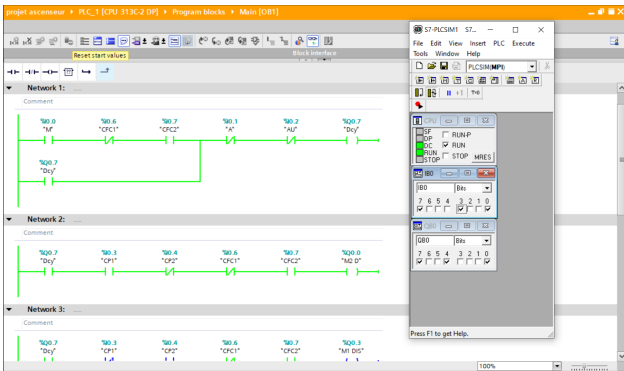 projet ascenseur ▸ PLC_1 [CPU 313C-2 DP] ▸ Program blocks ▸ Main [OB1]
Reset start values
Block interface
Network 1: ....
Comment
%I0.0 %I0.6 %I0.7 %I0.1 %I0.2 %Q0.7
"M" "CFC1" "CFC2" "A" "AU" "Dcy"
%Q0.7
"Dcy"
Network 2: ....
Comment
%Q0.7 %I0.3 %I0.4 %I0.6 %I0.7 %Q0.0
"Dcy" "CP1" "CP2" "CFC1" "CFC2" "M2 D"
Network 3: ....
Comment
%Q0.7 %I0.3 %I0.4 %I0.6 %I0.7 %Q0.3
"Dcy" "CP1" "CP2" "CFC1" "CFC2" "M1 DIS"
100%
S7-PLCSIM1 S7...
File Edit View Insert PLC Execute
Tools Window Help
PLCSIM(MPI)
+1 T=0
CPU
SF
DP
DC
RUN
STOP
RUN-P
RUN
STOP MRES
IB0
IB0 Bits
7 6 5 4 3 2 1 0
QB0
QB0 Bits
7 6 5 4 3 2 1 0
Press F1 to get Help.